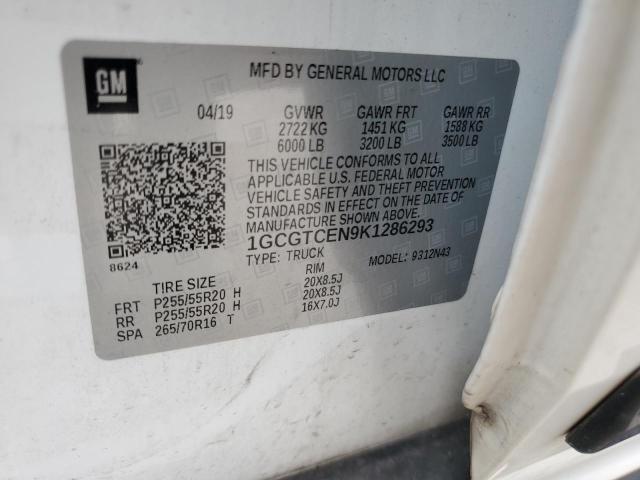 GM
MFD BY GENERAL MOTORS LLC
04/19 GVWR GAWR FRT GAWR RR
2722 KG 1451 KG 1588 KG
6000 LB 3200 LB 3500 LB
THIS VEHICLE CONFORMS TO ALL
APPLICABLE U.S. FEDERAL MOTOR
VEHICLE SAFETY AND THEFT PREVENTION
STANDARDS IN EFFECT ON THE DATE OF
MANUFACTURE SHOWN ABOVE.
1GCGTCEN9K1286293
8624 TYPE: TRUCK MODEL: 9312N43
TIRE SIZE RIM
FRT P255/55R20 H 20X8.5J
RR P255/55R20 H 20X8.5J
SPA 265/70R16 T 16X7.0J